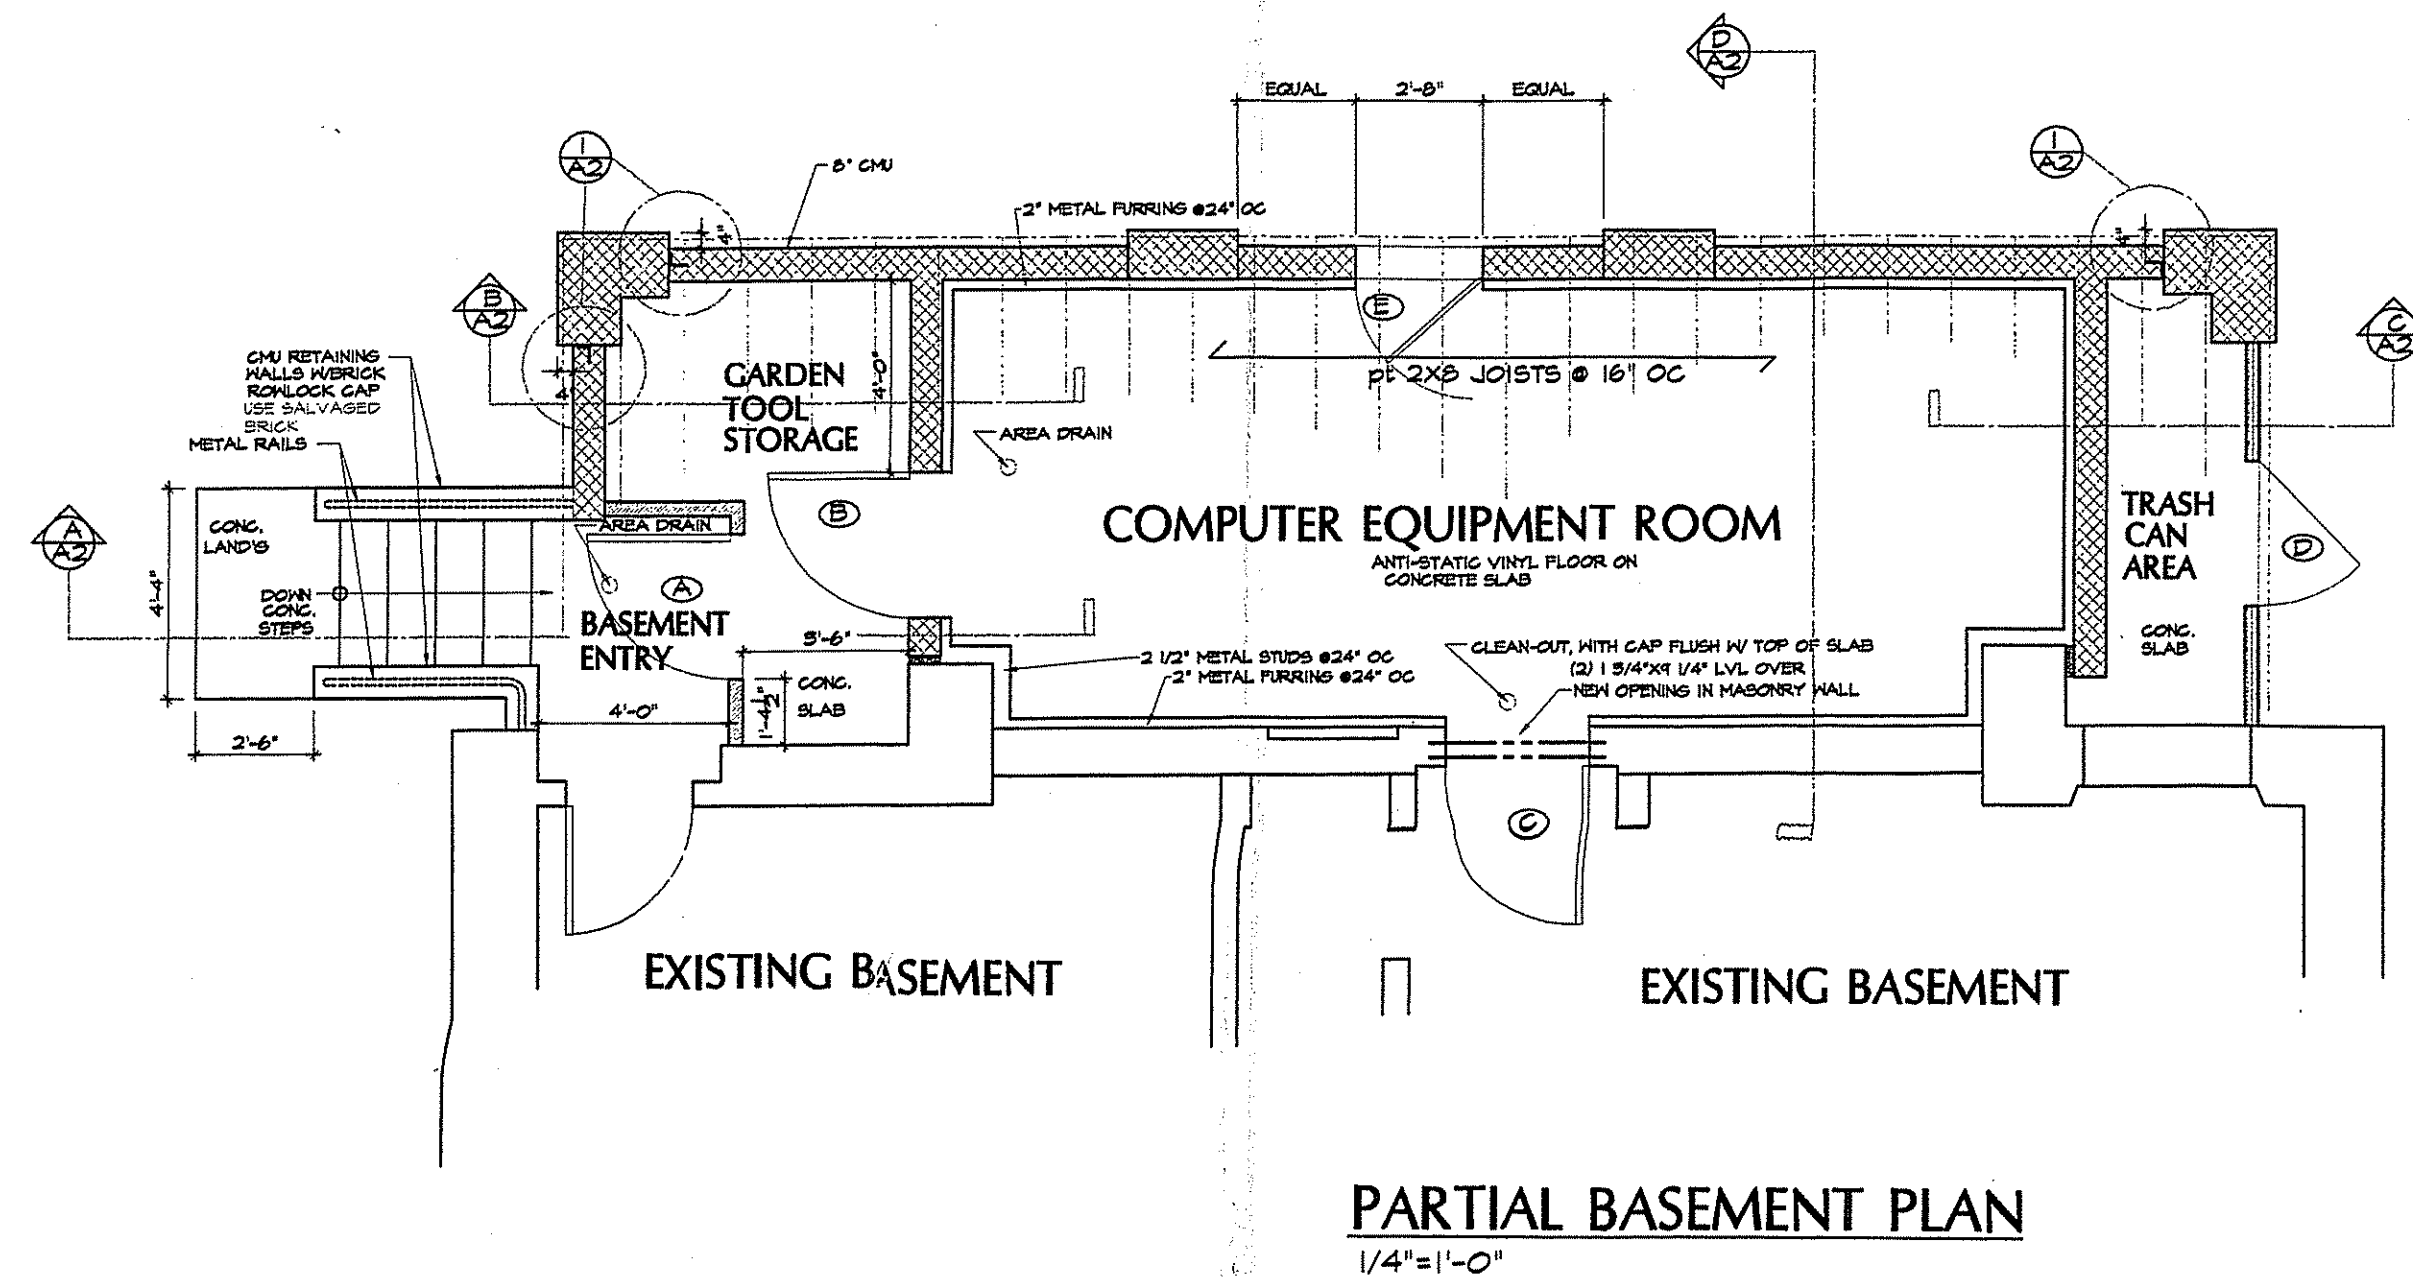 D
A2
EQUAL
2'-8"
EQUAL
1
A2
1
A2
8" CMU
2" METAL FURRING @24" OC
4"
4"
B
A2
E
C
A2
CMU RETAINING
WALLS W/BRICK
ROWLOCK CAP
USE SALVAGED
BRICK
METAL RAILS
4"
GARDEN
TOOL
STORAGE
4'-0"
pt 2X8 JOISTS @ 16" OC
AREA DRAIN
A
A2
CONC.
LAND'G
AREA DRAIN
B
COMPUTER EQUIPMENT ROOM
ANTI-STATIC VINYL FLOOR ON
CONCRETE SLAB
TRASH
CAN
AREA
D
4'-4"
DOWN
CONC.
STEPS
A
BASEMENT
ENTRY
3'-6"
CONC.
SLAB
CLEAN-OUT, WITH CAP FLUSH W/ TOP OF SLAB
(2) 1 3/4"X9 1/4" LVL OVER
NEW OPENING IN MASONRY WALL
2 1/2" METAL STUDS @24" OC
2" METAL FURRING @24" OC
CONC.
SLAB
4'-0"
1'-4 1/2"
2'-6"
C
EXISTING BASEMENT
EXISTING BASEMENT
PARTIAL BASEMENT PLAN
1/4"=1'-0"